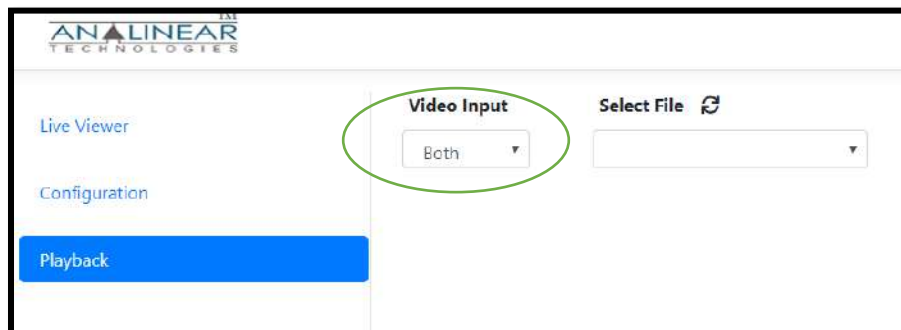 TM
ANALINEAR
TECHNOLOGIES
Video Input
Select File
Live Viewer
Both
Configuration
Playback